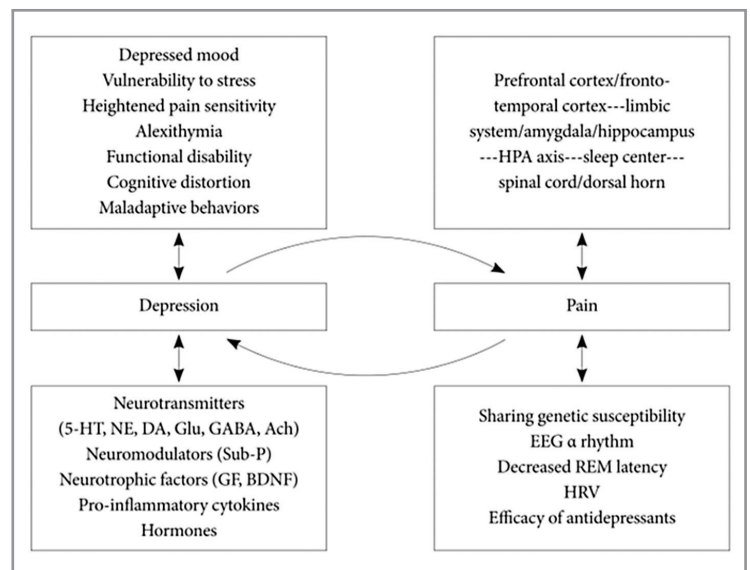 Depressed mood
Vulnerability to stress
Heightened pain sensitivity
Alexithymia
Functional disability
Cognitive distortion
Maladaptive behaviors
Prefrontal cortex/fronto-
temporal cortex---limbic
system/amygdala/hippocampus
---HPA axis---sleep center---
spinal cord/dorsal horn
Depression
Pain
Neurotransmitters
(5-HT, NE, DA, Glu, GABA, Ach)
Neuromodulators (Sub-P)
Neurotrophic factors (GF, BDNF)
Pro-inflammatory cytokines
Hormones
Sharing genetic susceptibility
EEG α rhythm
Decreased REM latency
HRV
Efficacy of antidepressants